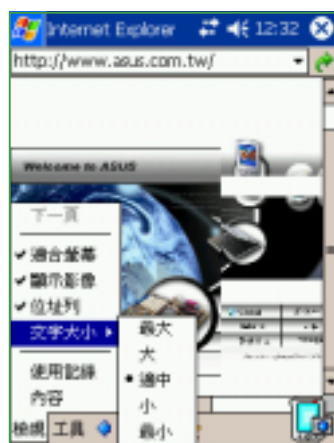 Internet Explorer 12:32
http://www.asus.com.tw/
Welcome to ASUS
下一頁
適合螢幕
顯示影像
位址列
文字大小
使用記錄
內容
最大
大
適中
小
最小
檢視 工具